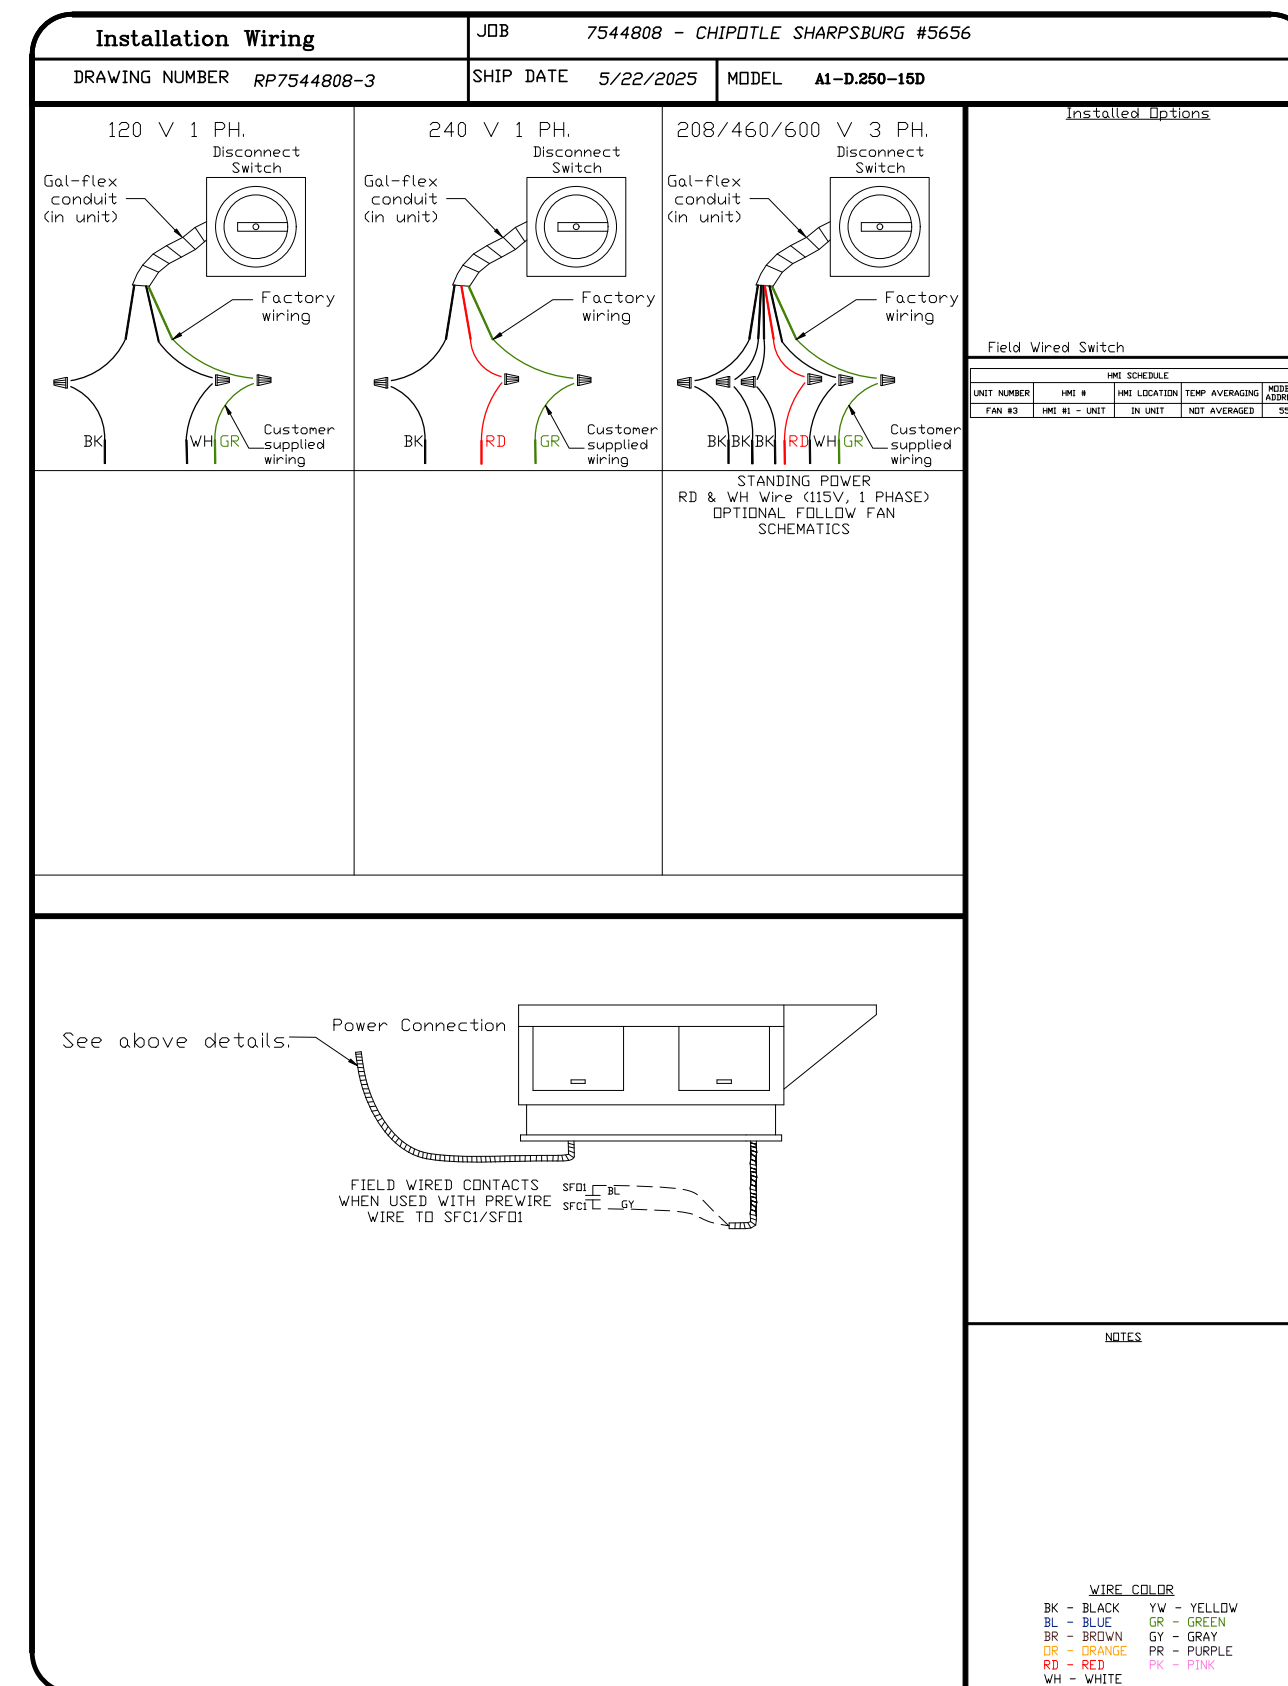 Installation Wiring
JOB 7544808 - CHIPOTLE SHARPSBURG #5656
DRAWING NUMBER RP7544808-3
SHIP DATE 5/22/2025
MODEL A1-D.250-15D
120 V 1 PH.
Disconnect
Switch
Gal-flex
conduit
(in unit)
Factory
wiring
BK
WH
GR
Customer
supplied
wiring
240 V 1 PH.
Disconnect
Switch
Gal-flex
conduit
(in unit)
Factory
wiring
BK
RD
GR
Customer
supplied
wiring
208/460/600 V 3 PH.
Disconnect
Switch
Gal-flex
conduit
(in unit)
Factory
wiring
BK
BK
BK
RD
WH
GR
Customer
supplied
wiring
STANDING POWER
RD & WH Wire (115V, 1 PHASE)
OPTIONAL FOLLOW FAN
SCHEMATICS
Installed Options
Field Wired Switch
HMI SCHEDULE
UNIT NUMBER HMI # HMI LOCATION TEMP AVERAGING
FAN #3 HMI #1 - UNIT IN UNIT NOT AVERAGED 55
See above details.
Power Connection
FIELD WIRED CONTACTS
WHEN USED WITH PREWIRE
WIRE TO SFC1/SFO1
SFO1
BL
SFC1
GY
NOTES
WIRE COLOR
BK - BLACK YW - YELLOW
BL - BLUE GR - GREEN
BR - BROWN GY - GRAY
OR - ORANGE PR - PURPLE
RD - RED PK - PINK
WH - WHITE